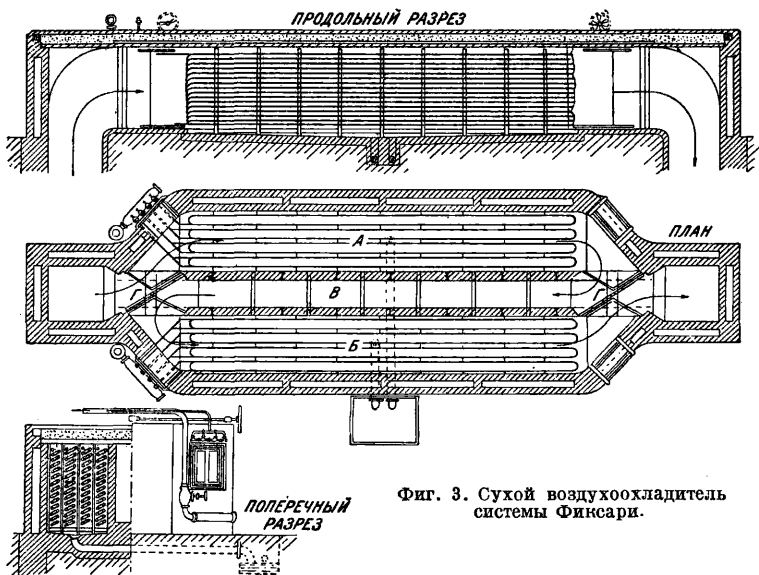 ПРОДОЛЬНЫЙ РАЗРЕЗ
ПЛАН
А
Г
В
Г
Б
ПОПЕРЕЧНЫЙ
РАЗРЕЗ
Фиг. 3. Сухой воздухоохладитель
системы Фиксари.